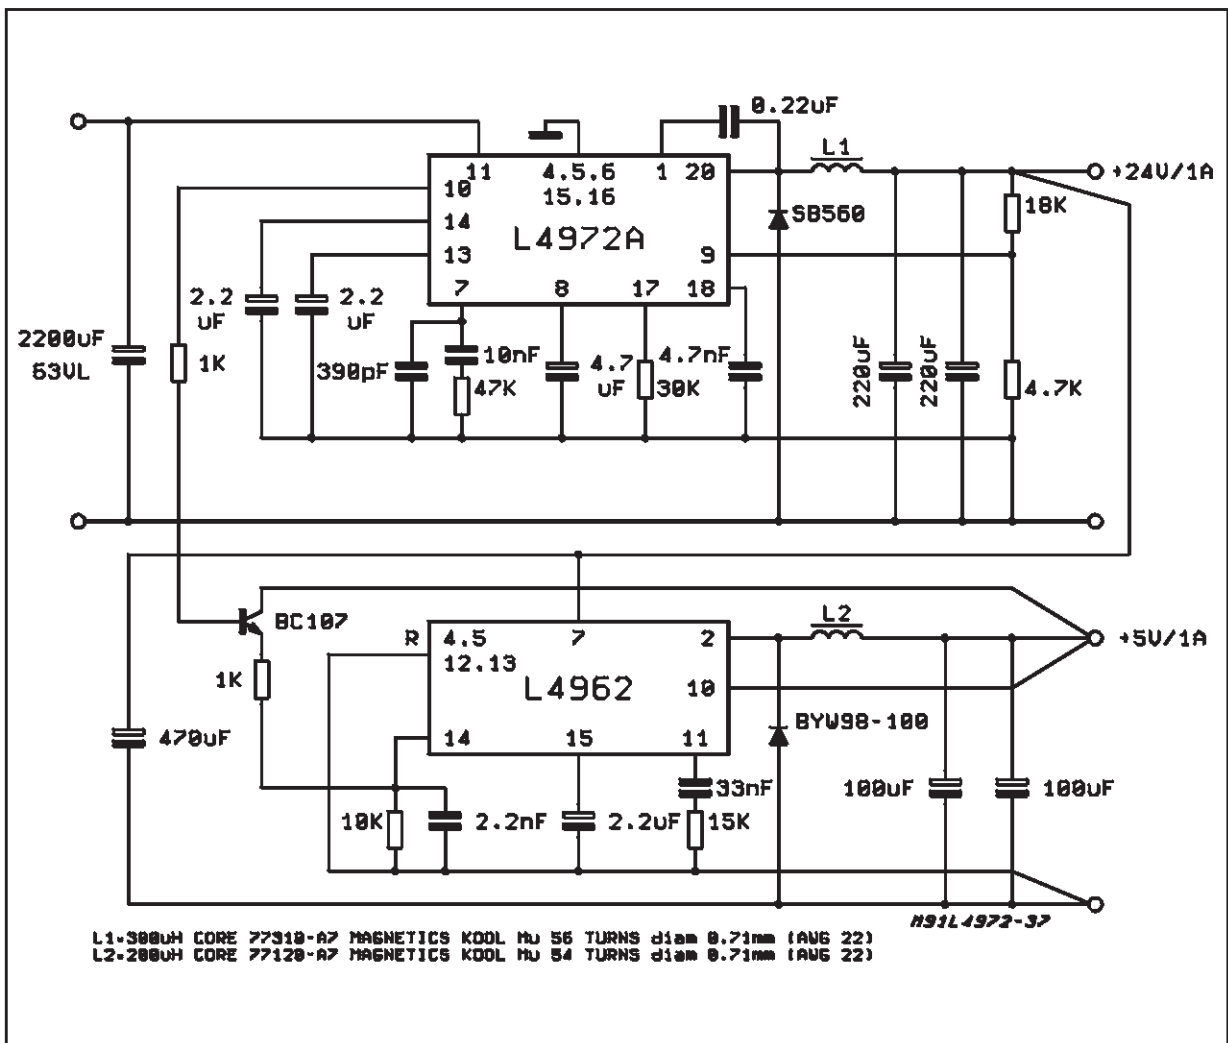 0.22uF
L1
+24V/1A
11
4.5.6
1
20
10
15.16
SB560
18K
14
L4972A
13
9
7
8
17
18
2.2
uF
2.2
uF
2200uF
63VL
1K
390pF
10nF
47K
4.7
uF
4.7nF
30K
220uF
220uF
4.7K
BC107
R
4.5
7
2
L2
+5V/1A
12.13
1K
L4962
10
BYW98-100
470uF
14
15
11
33nF
100uF
100uF
10K
2.2nF
2.2uF
15K
M91L4972-37
L1=300uH CORE 77310-A7 MAGNETICS KOOL Mu 56 TURNS diam 0.71mm (AWG 22)
L2=200uH CORE 77120-A7 MAGNETICS KOOL Mu 54 TURNS diam 0.71mm (AWG 22)